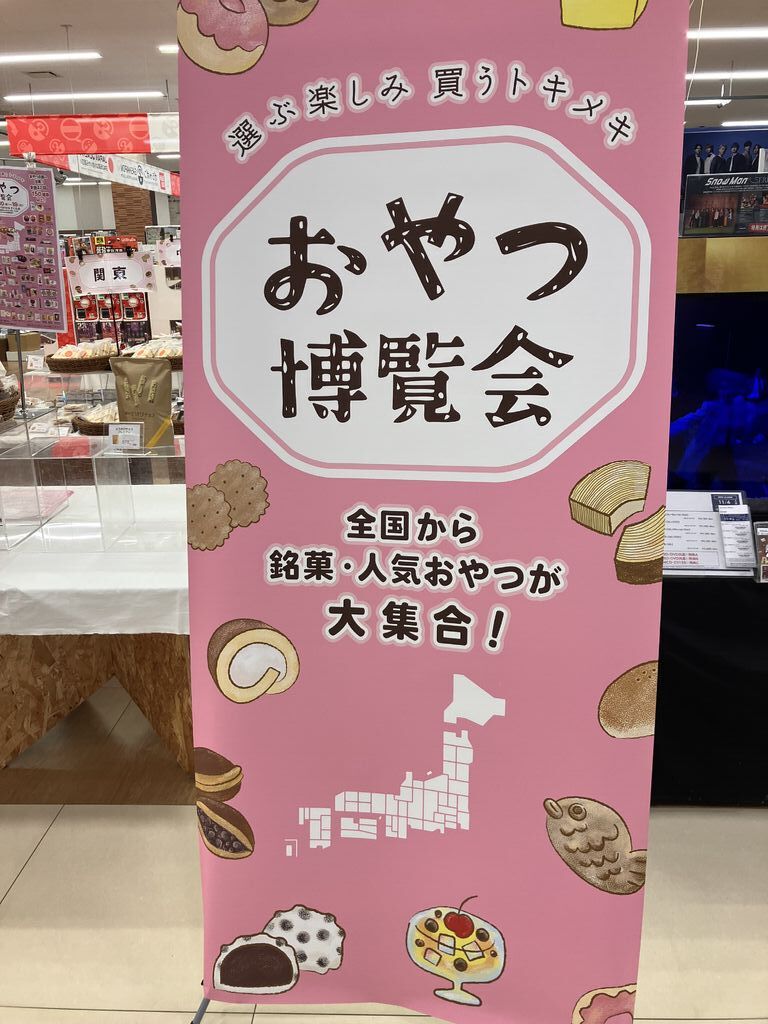 選ぶ楽しみ 買うトキメキ
おやつ
博覧会
全国から
銘菓・人気おやつが
大集合！
関東
Snow Man